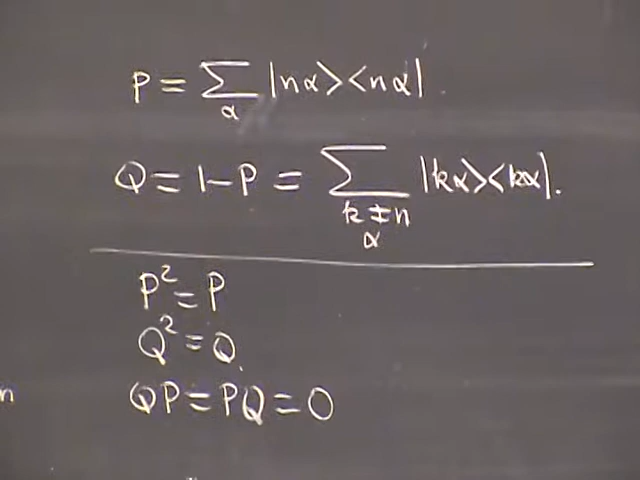 P = ∑_α |nα><nα|.
Q = 1-P = ∑_{k≠n α} |kα><kα|.
P² = P
Q² = Q.
n
QP = PQ = 0